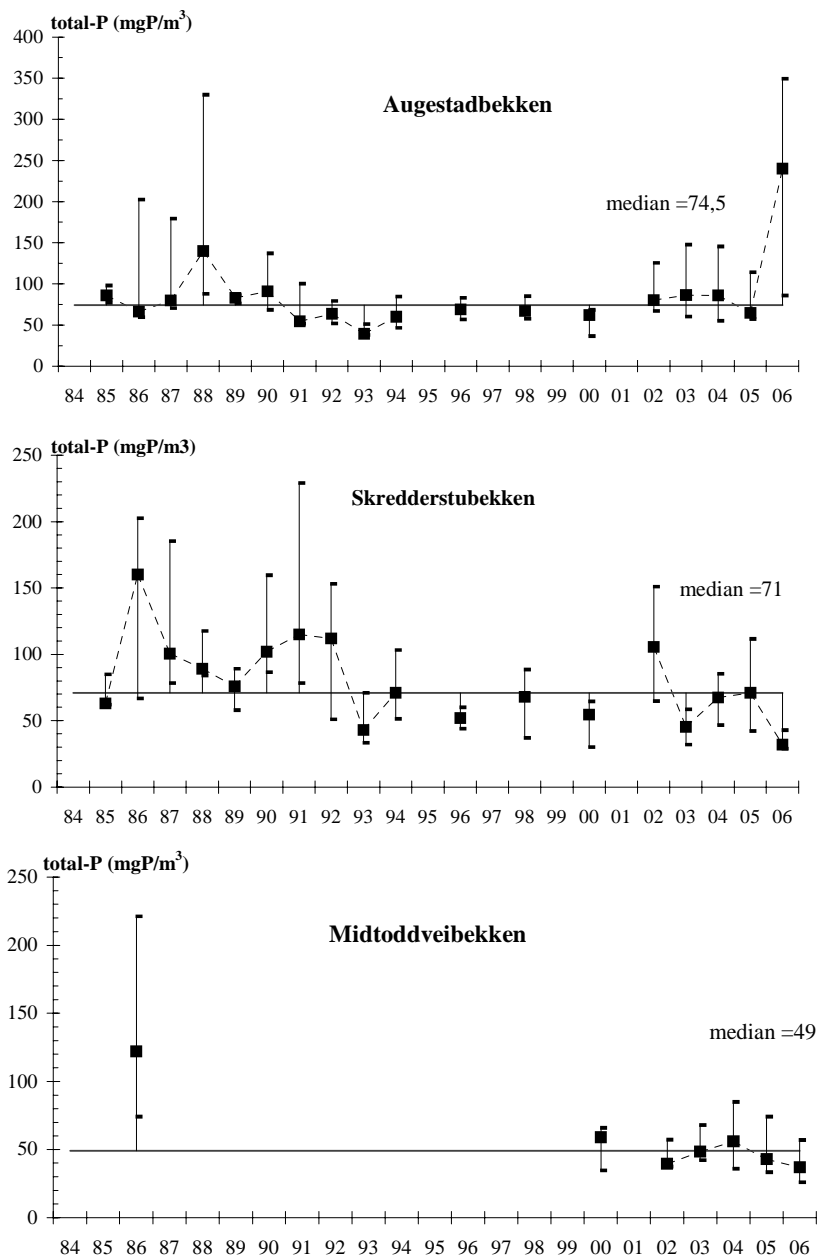 total-P (mgP/m³)
400
Augestadbekken
350
300
250
median =74,5
200
150
100
50
0
84 85 86 87 88 89 90 91 92 93 94 95 96 97 98 99 00 01 02 03 04 05 06
total-P (mgP/m3)
250
Skredderstubekken
200
median =71
150
100
50
0
84 85 86 87 88 89 90 91 92 93 94 95 96 97 98 99 00 01 02 03 04 05 06
total-P (mgP/m³)
250
Midtoddveibekken
200
150
median =49
100
50
0
84 85 86 87 88 89 90 91 92 93 94 95 96 97 98 99 00 01 02 03 04 05 06